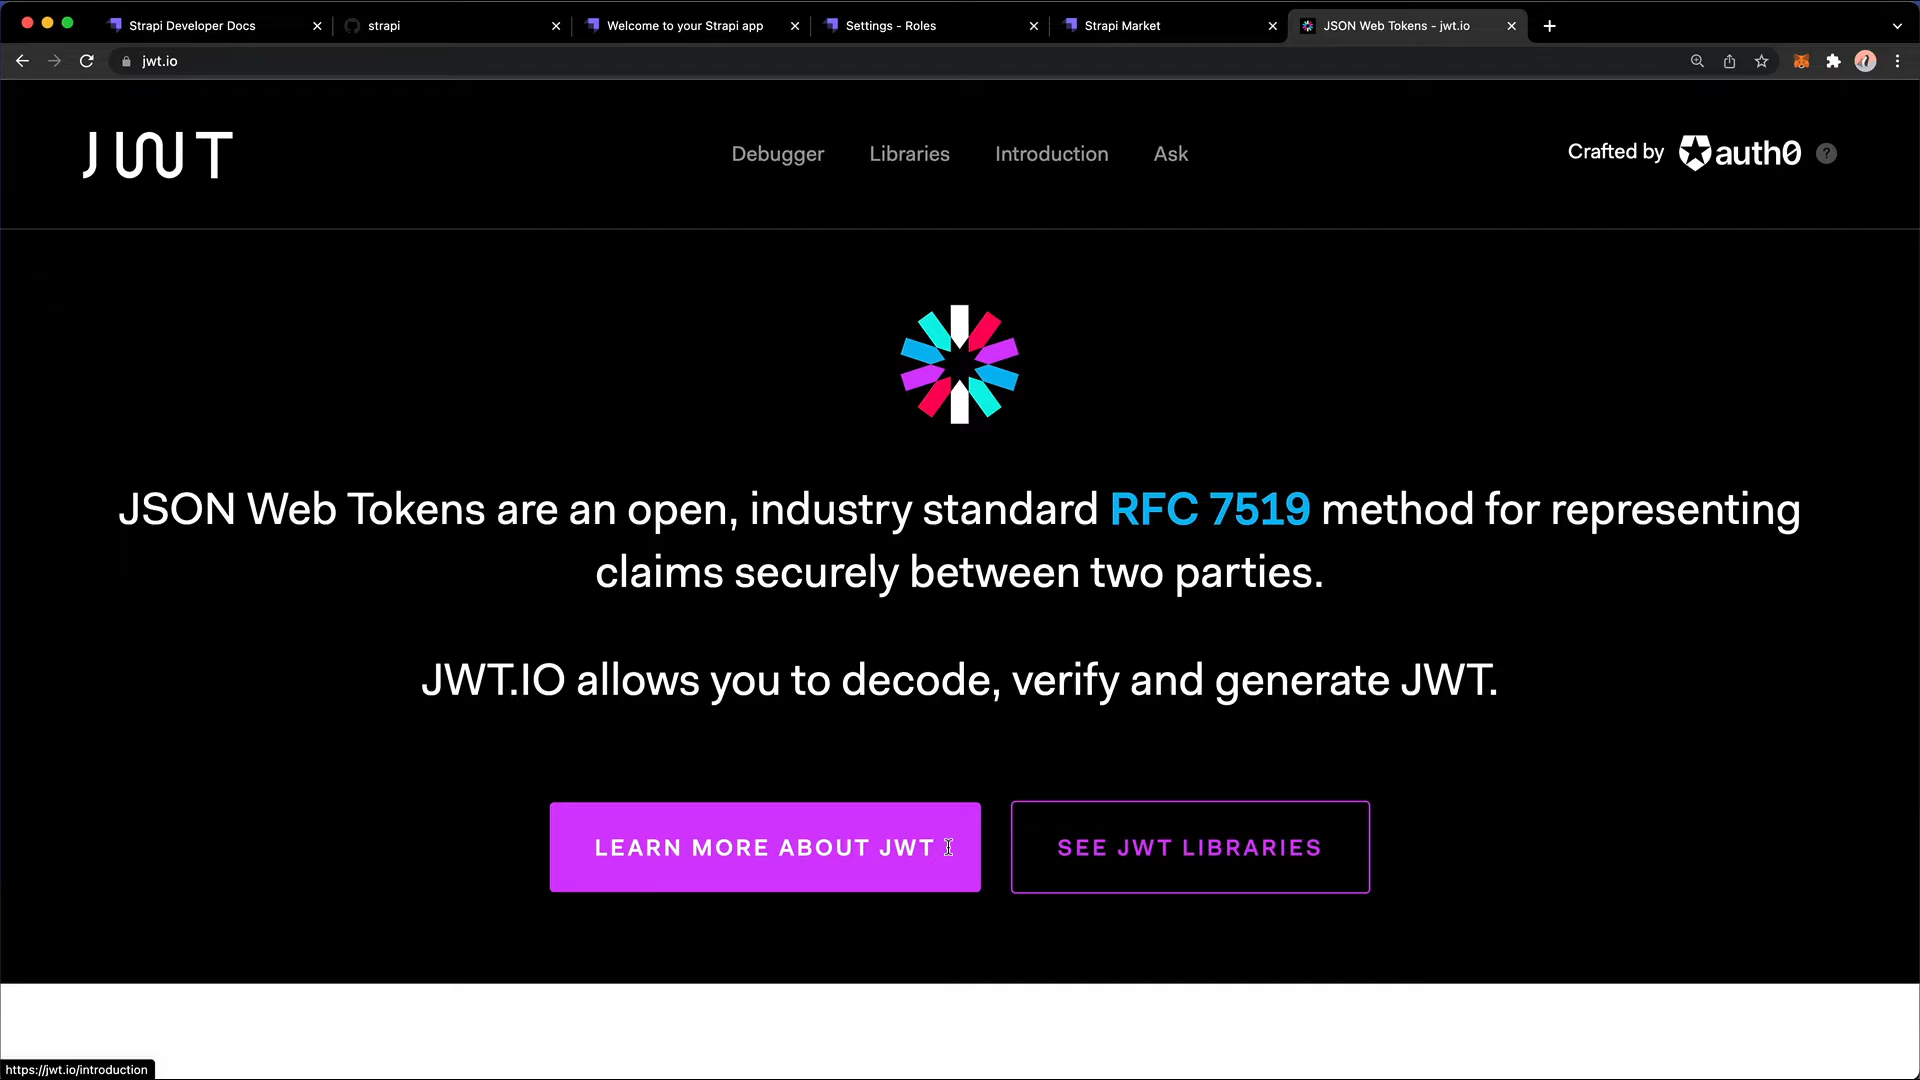 Strapi Developer Docs
strapi
Welcome to your Strapi app
Settings - Roles
Strapi Market
JSON Web Tokens - jwt.io
jwt.io
JWT
Debugger
Libraries
Introduction
Ask
Crafted by auth0 ?
JSON Web Tokens are an open, industry standard RFC 7519 method for representing
claims securely between two parties.
JWT.IO allows you to decode, verify and generate JWT.
LEARN MORE ABOUT JWT
SEE JWT LIBRARIES
https://jwt.io/introduction